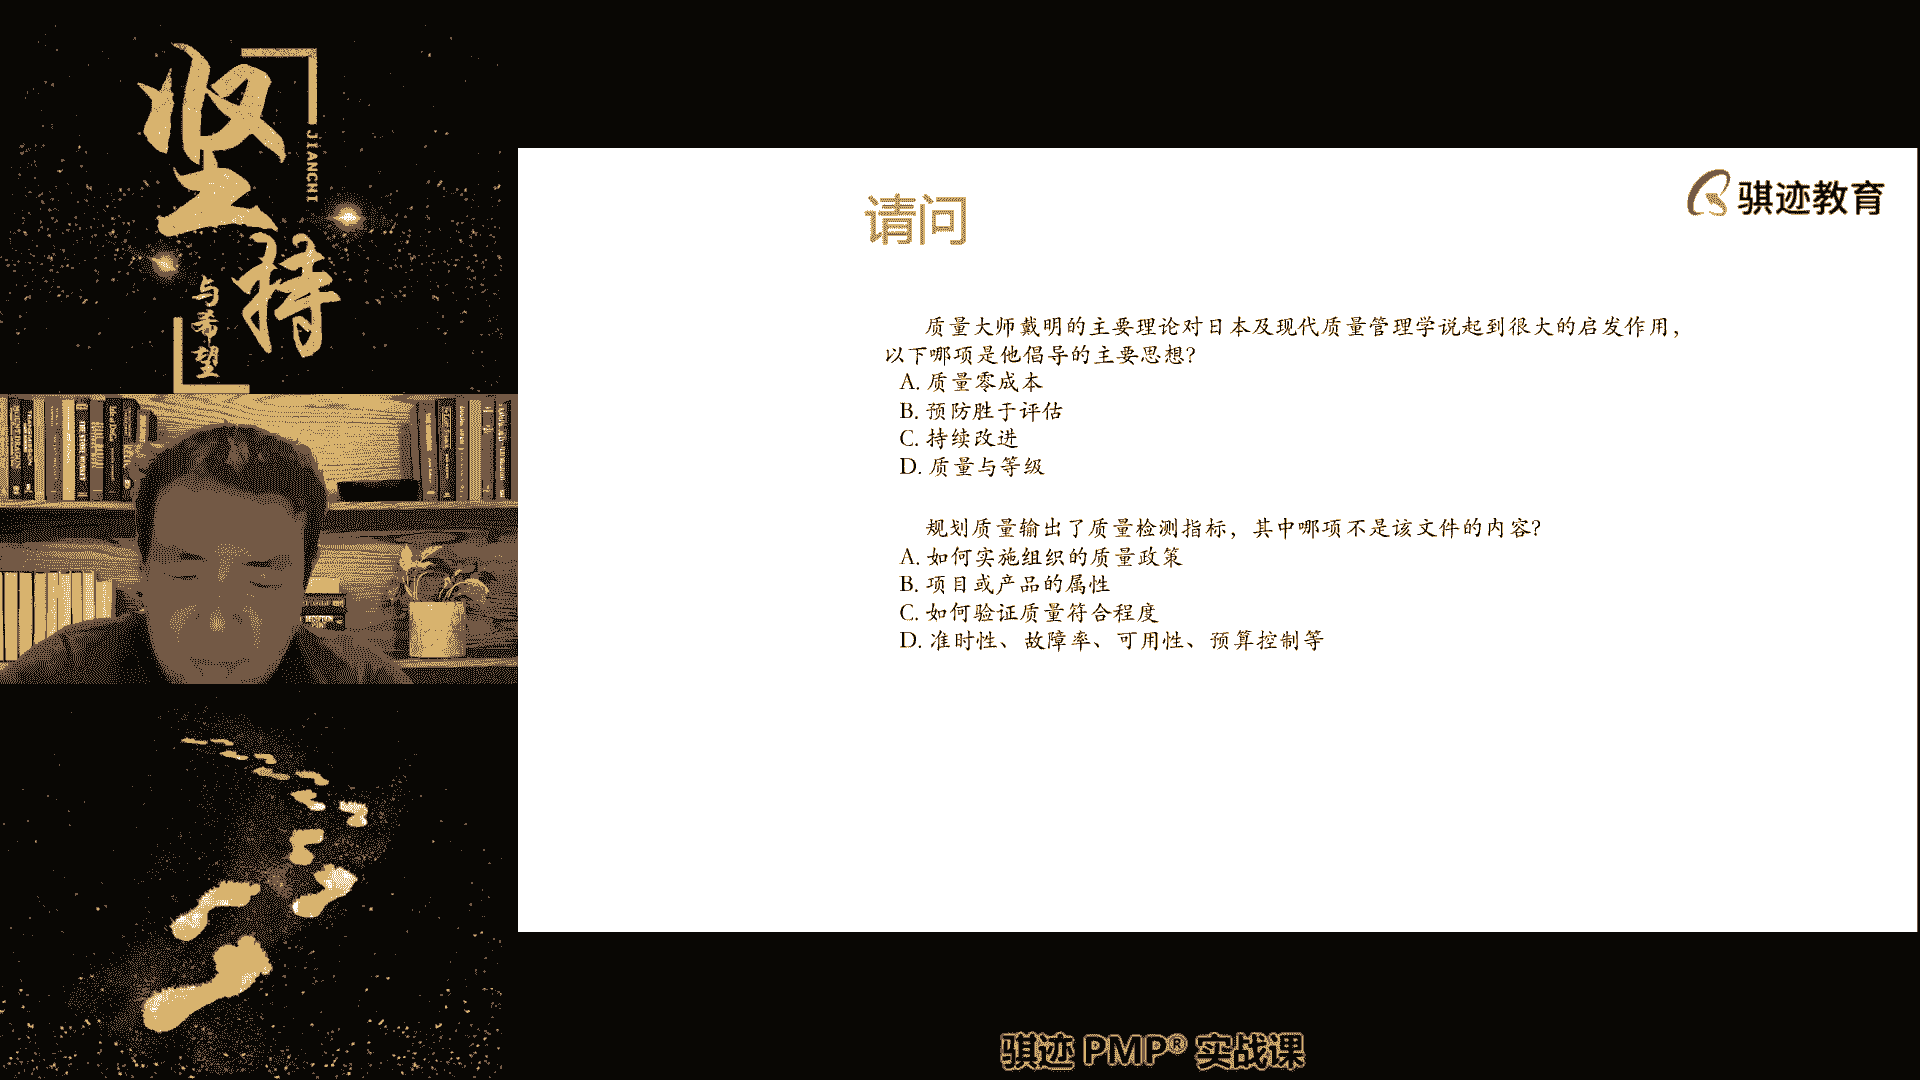 坚持
JIANCHI
与希望
骐迹教育
请问
质量大师戴明的主要理论对日本及现代质量管理学说起到很大的启发作用，
以下哪项是他倡导的主要思想?
A. 质量零成本
B. 预防胜于评估
C. 持续改进
D. 质量与等级
规划质量输出了质量检测指标，其中哪项不是该文件的内容?
A. 如何实施组织的质量政策
B. 项目或产品的属性
C. 如何验证质量符合程度
D. 准时性、故障率、可用性、预算控制等
骐迹 PMP® 实战课